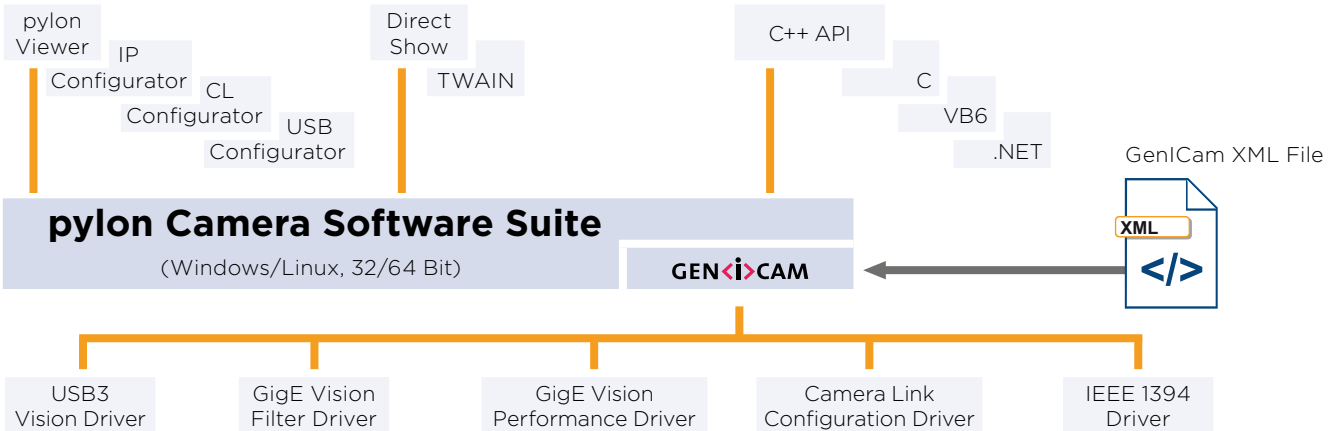 pylon
Viewer
IP
Configurator
CL
Configurator
USB
Configurator
Direct
Show
TWAIN
C++ API
C
VB6
.NET
GenICam XML File
XML
</>
pylon Camera Software Suite
(Windows/Linux, 32/64 Bit)
GEN<i>CAM
USB3
Vision Driver
GigE Vision
Filter Driver
GigE Vision
Performance Driver
Camera Link
Configuration Driver
IEEE 1394
Driver